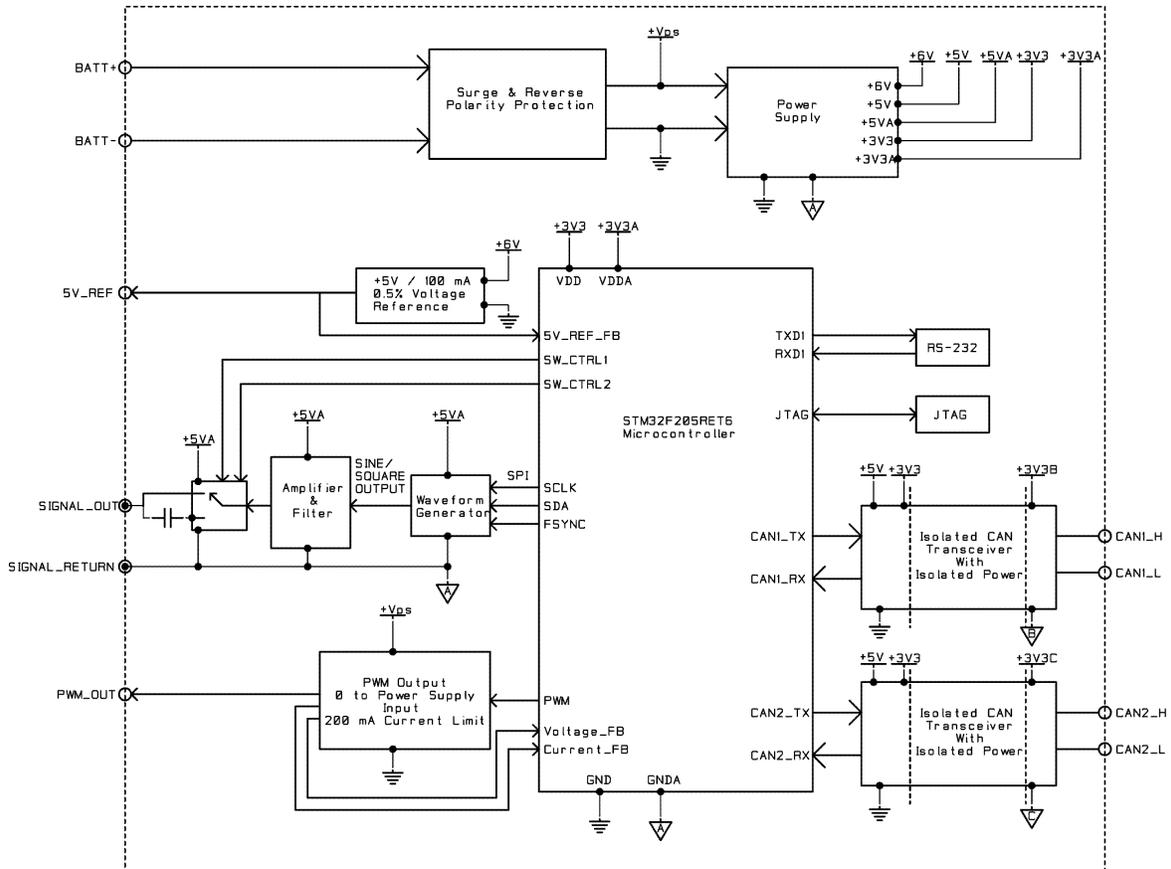 +Vps
BATT+
Surge & Reverse
Polarity Protection
BATT-
Power
Supply
+6V
+5V
+5VA
+3V3
+3V3A
+6V
+5V
+5VA
+3V3
+3V3A
A
+3V3
+3V3A
+6V
5V_REF
+5V / 100 mA
0.5% Voltage
Reference
VDD
VDDA
5V_REF_FB
SW_CTRL1
SW_CTRL2
STM32F205RET6
Microcontroller
TXD1
RXD1
RS-232
JTAG
JTAG
+5VA
+5VA
+5VA
SIGNAL_OUT
Amplifier
&
Filter
SINE/
SQUARE
OUTPUT
Waveform
Generator
SPI
SCLK
SDA
FSYNC
SIGNAL_RETURN
A
+5V
+3V3
+3V3B
CAN1_TX
CAN1_RX
Isolated CAN
Transceiver
With
Isolated Power
CAN1_H
CAN1_L
B
+Vps
PWM_OUT
PWM Output
0 to Power Supply
Input
200 mA Current Limit
PWM
Voltage_FB
Current_FB
+5V
+3V3
+3V3C
CAN2_TX
CAN2_RX
Isolated CAN
Transceiver
With
Isolated Power
CAN2_H
CAN2_L
C
GND
GNDA
A